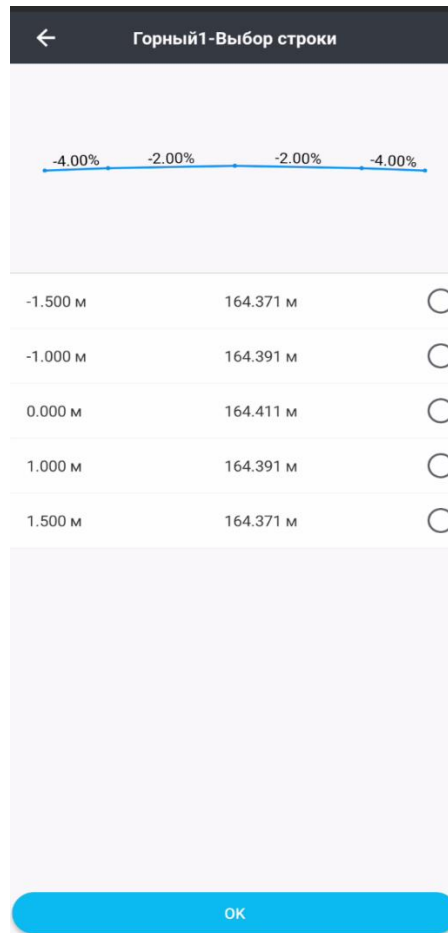 Горный1-Выбор строки
-4.00% -2.00% -2.00% -4.00%
-1.500 м 164.371 м
-1.000 м 164.391 м
0.000 м 164.411 м
1.000 м 164.391 м
1.500 м 164.371 м
ОК